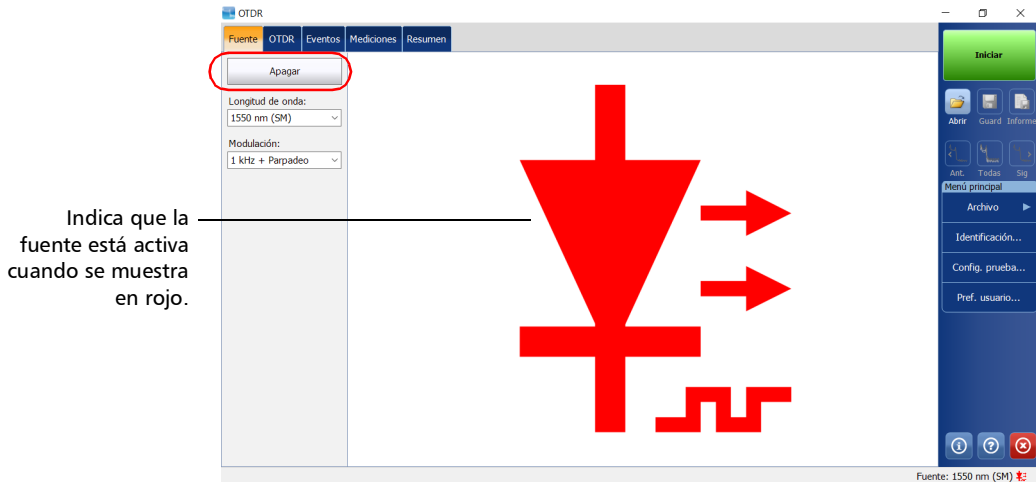 OTDR
Fuente OTDR Eventos Mediciones Resumen
Apagar
Longitud de onda:
1550 nm (SM)
Modulación:
1 kHz + Parpadeo
Indica que la
fuente está activa
cuando se muestra
en rojo.
Iniciar
Abrir Guard Informe
Ant. Todas Sig
Menú principal
Archivo
Identificación...
Config. prueba...
Pref. usuario...
Fuente: 1550 nm (SM)